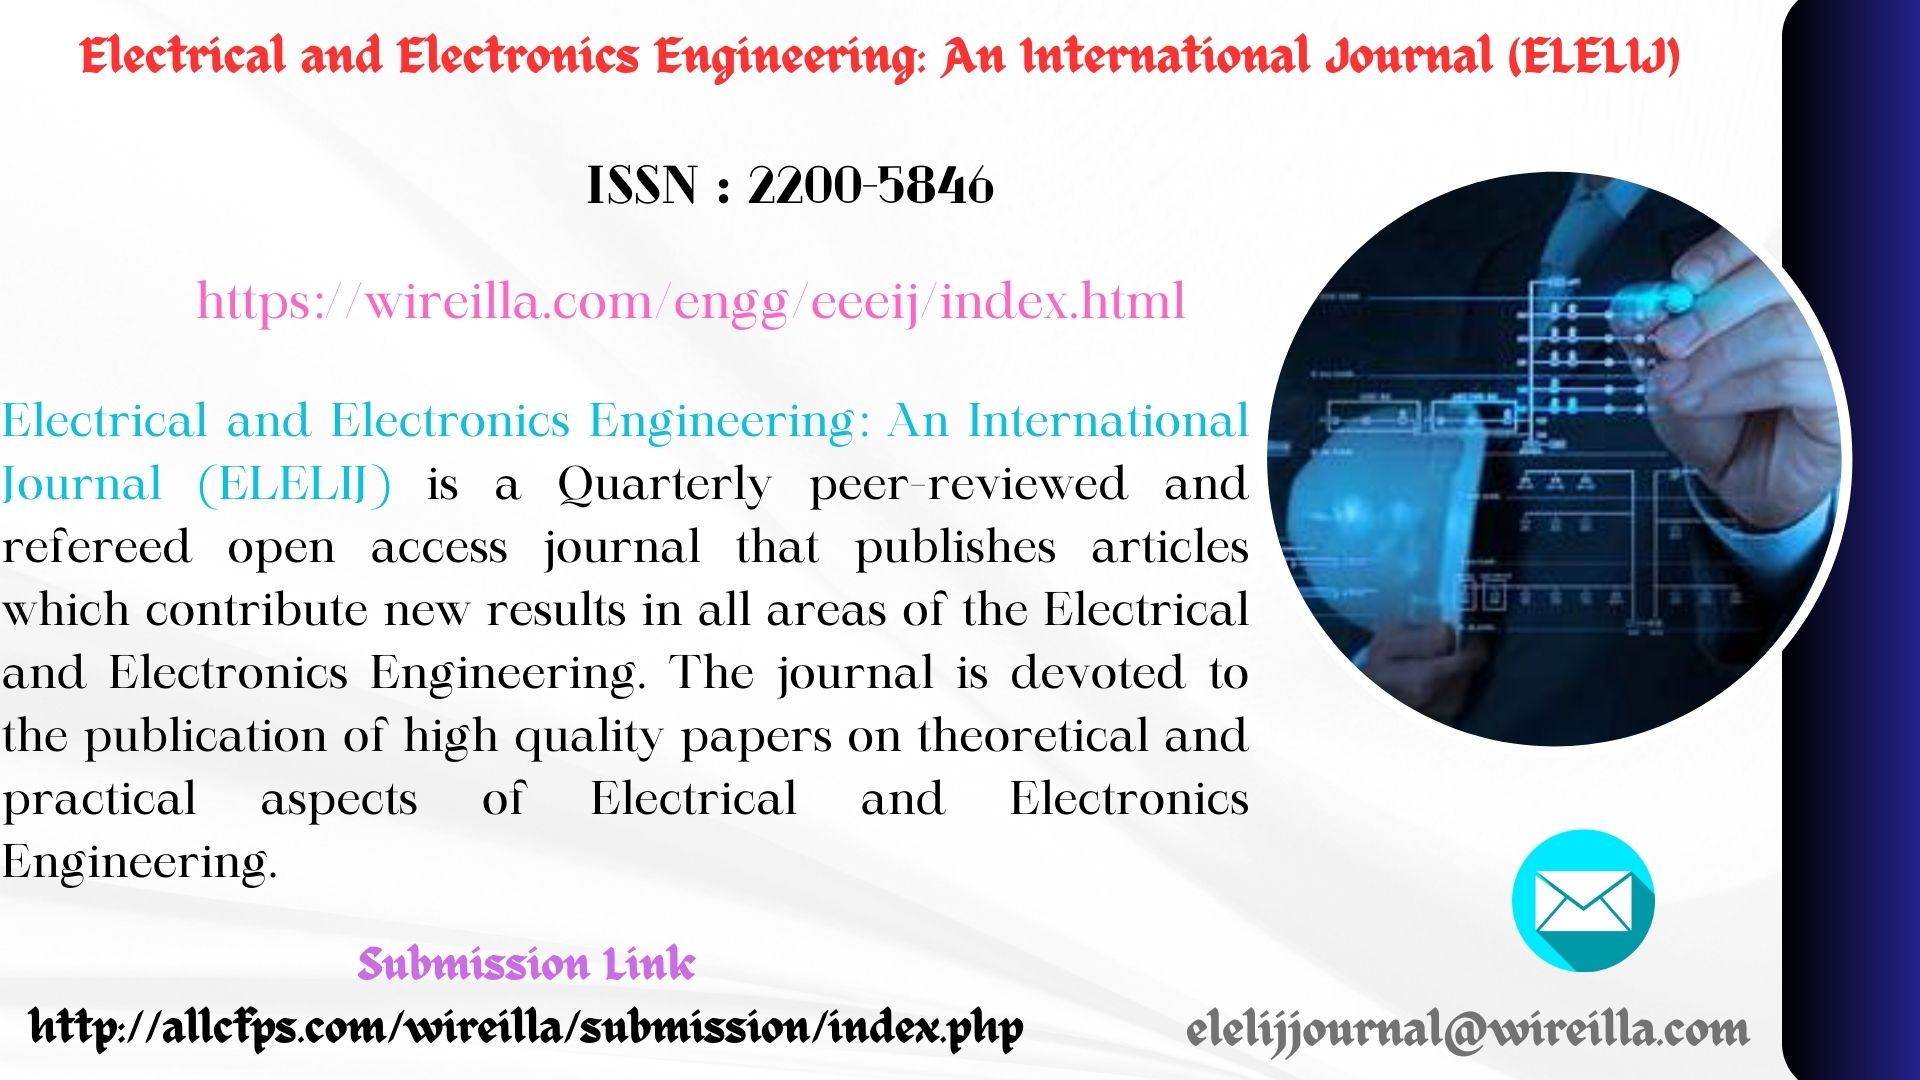 Electrical and Electronics Engineering: An International Journal (ELELIJ)
ISSN : 2200-5846
https://wireilla.com/engg/eeeij/index.html
Electrical and Electronics Engineering: An International
Journal (ELELIJ) is a Quarterly peer-reviewed and
refereed open access journal that publishes articles
which contribute new results in all areas of the Electrical
and Electronics Engineering. The journal is devoted to
the publication of high quality papers on theoretical and
practical aspects of Electrical and Electronics
Engineering.
Submission Link
http://allcfps.com/wireilla/submission/index.php
elelijjournal@wireilla.com